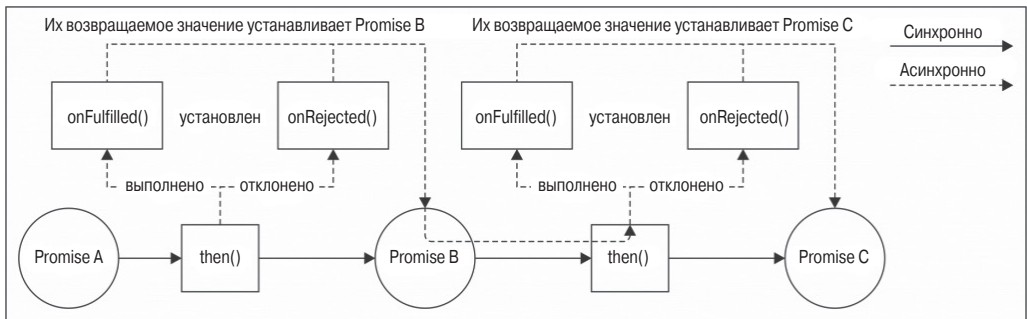 Их возвращаемое значение устанавливает Promise B
Их возвращаемое значение устанавливает Promise C
Синхронно
Асинхронно
onFulfilled()
установлен
onRejected()
onFulfilled()
установлен
onRejected()
выполнено
отклонено
выполнено
отклонено
Promise A
then()
Promise B
then()
Promise C